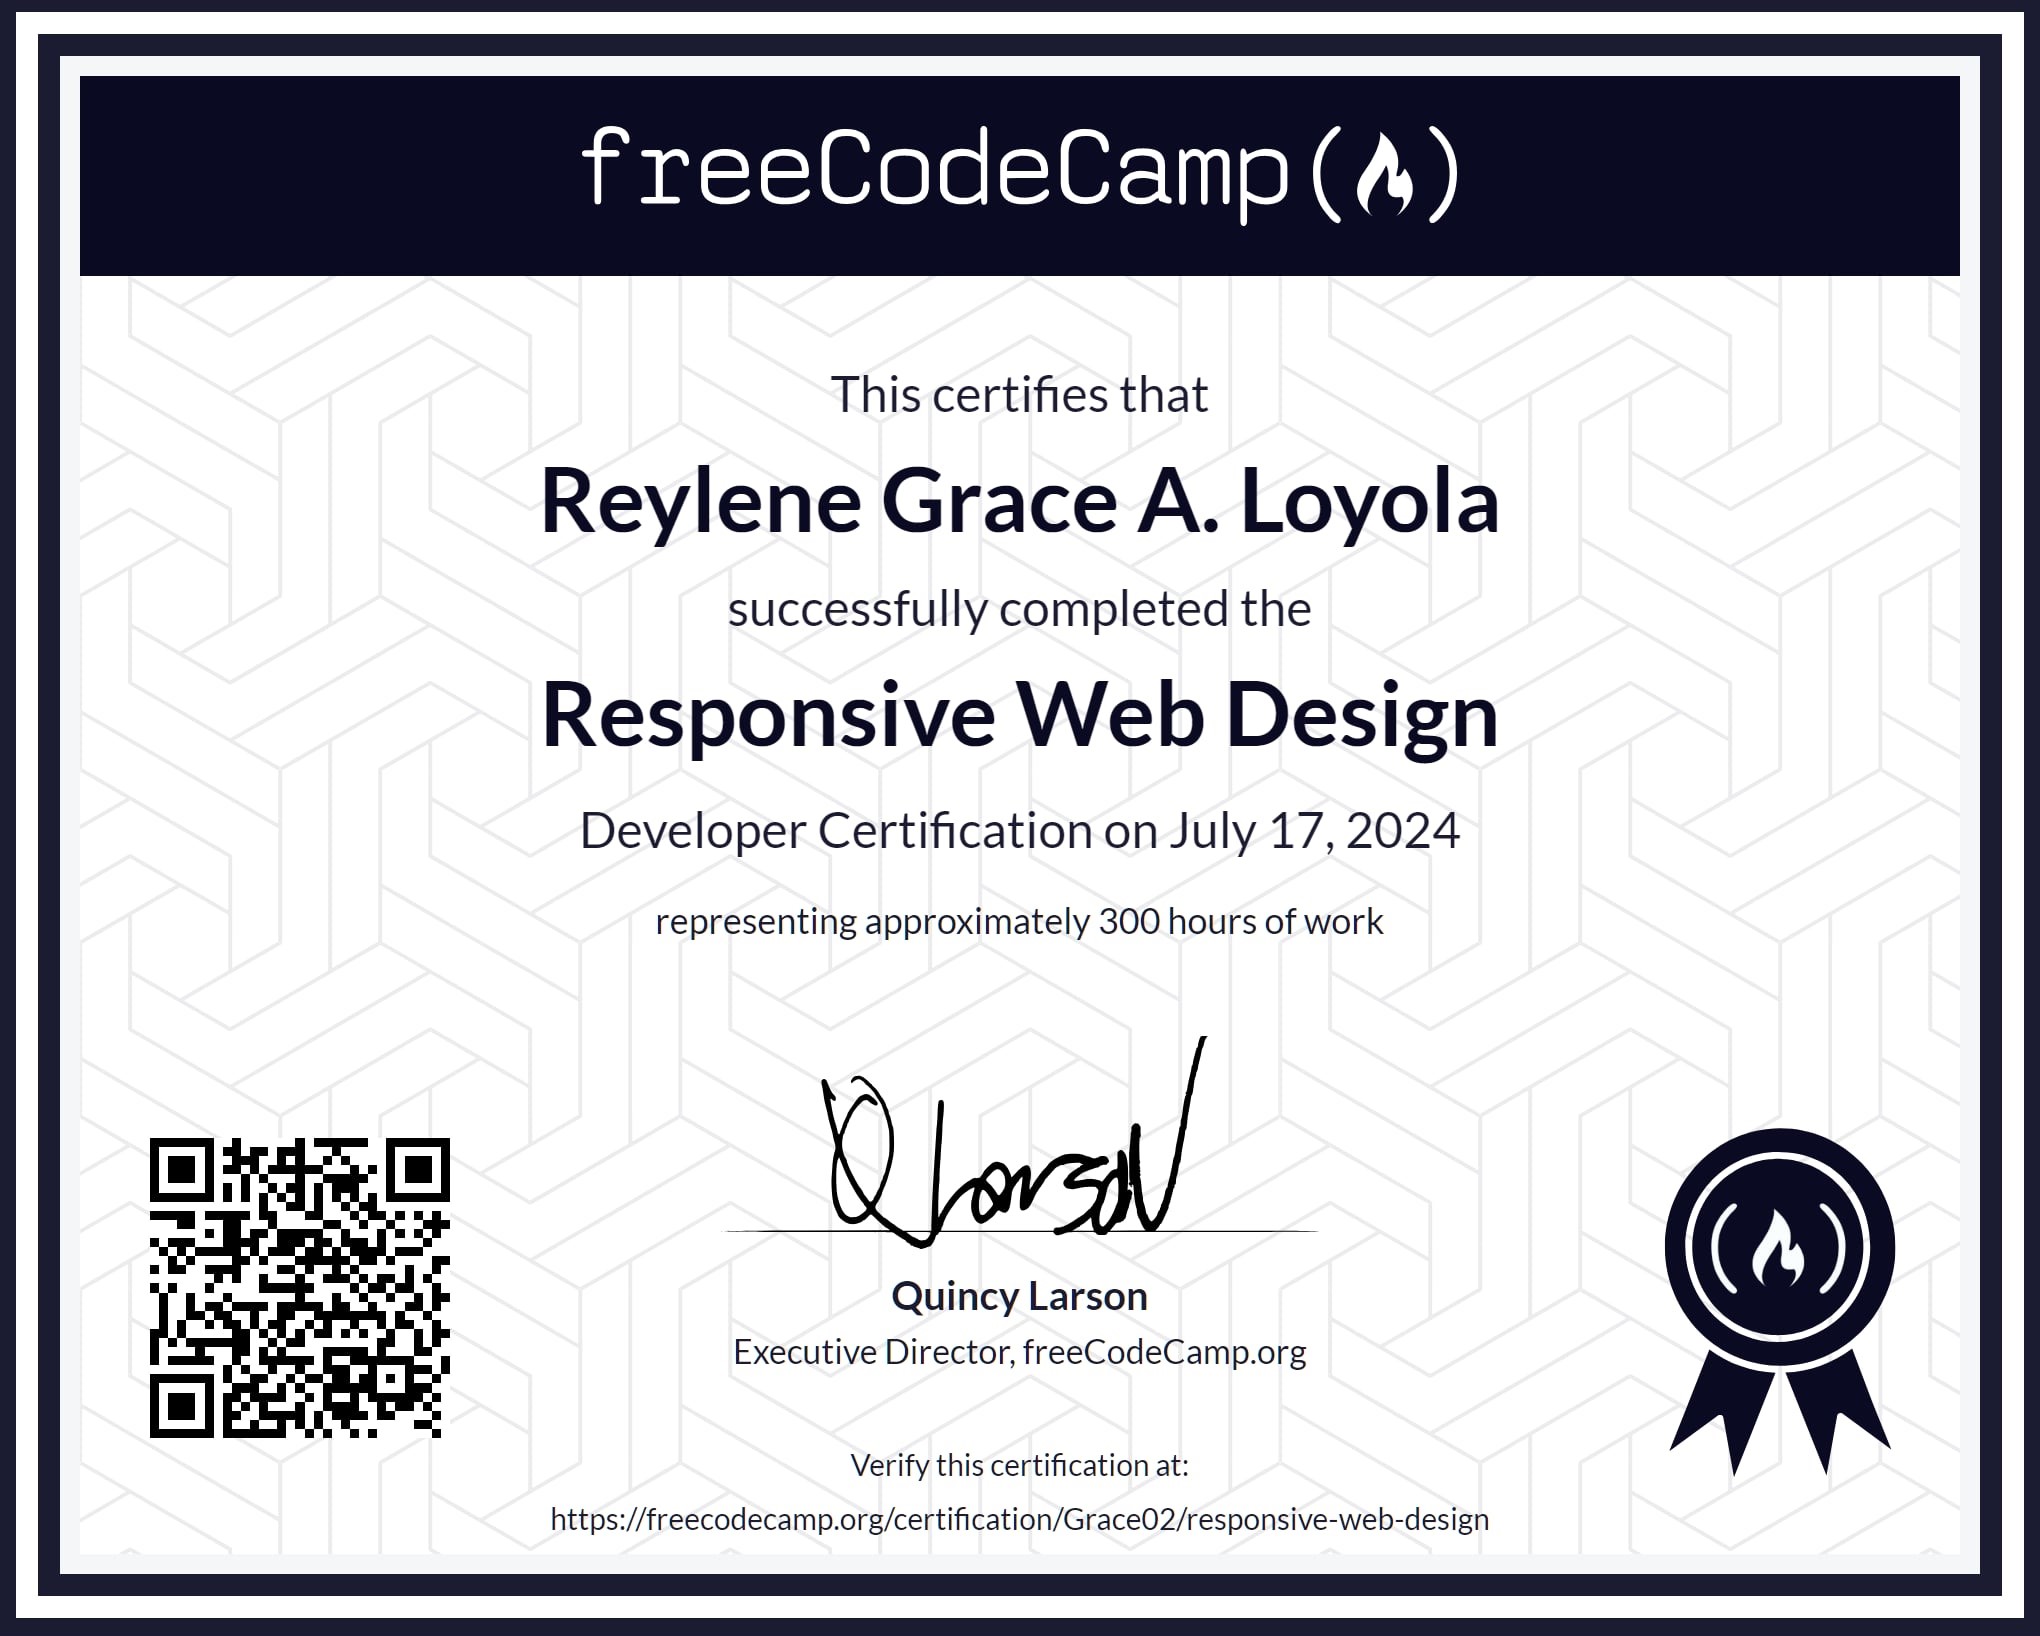 freeCodeCamp(🔥)
This certifies that
Reylene Grace A. Loyola
successfully completed the
Responsive Web Design
Developer Certification on July 17, 2024
representing approximately 300 hours of work
Quincy Larson
Executive Director, freeCodeCamp.org
Verify this certification at:
https://freecodecamp.org/certification/Grace02/responsive-web-design